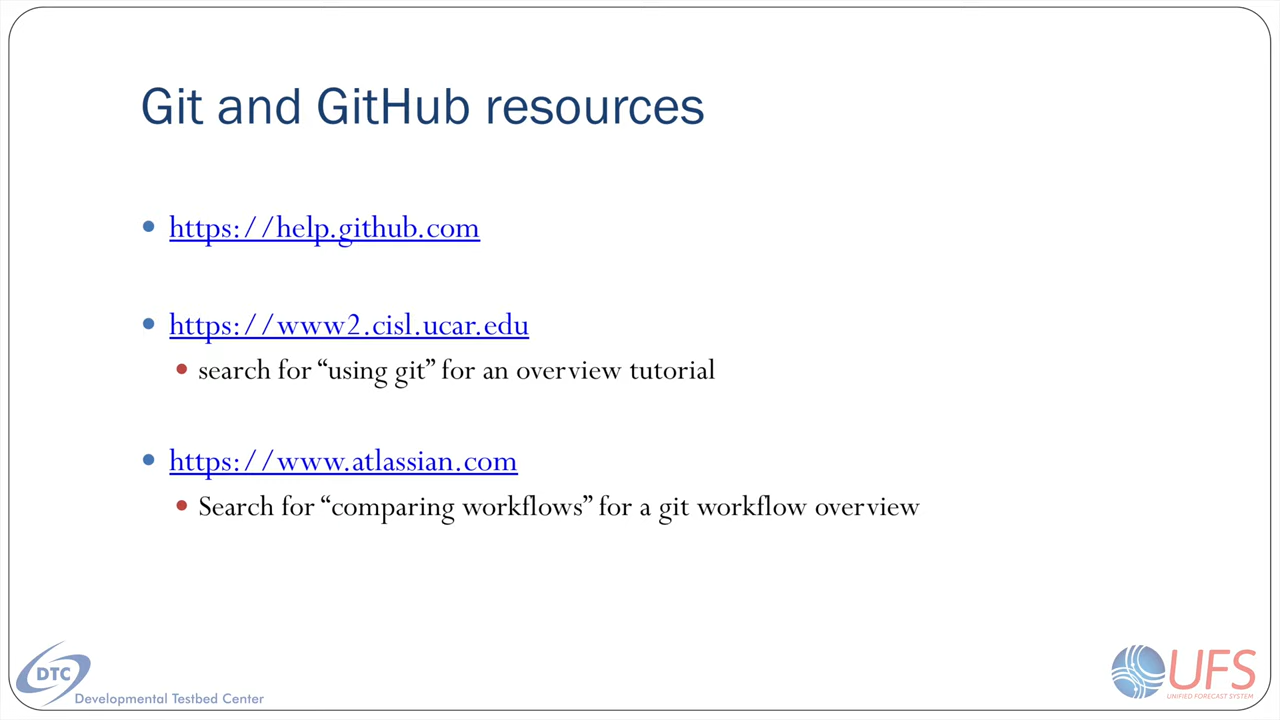 Git and GitHub resources
https://help.github.com
https://www2.cisl.ucar.edu
search for “using git” for an overview tutorial
https://www.atlassian.com
Search for “comparing workflows” for a git workflow overview
DTC
Developmental Testbed Center
UFS
UNIFIED FORECAST SYSTEM